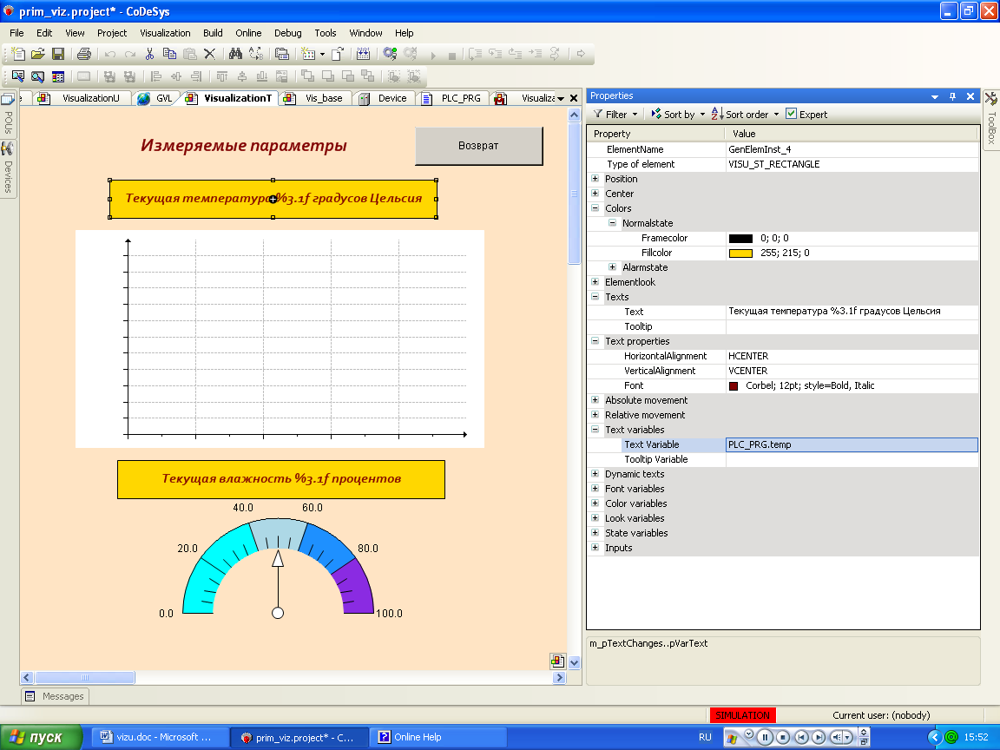 prim_viz.project* - CoDeSys
File Edit View Project Visualization Build Online Debug Tools Window Help
VisualizationU GVL VisualizationT Vis_base Device PLC_PRG Visualiza
POUs
Devices
Измеряемые параметры
Возврат
Текущая температура %3.1f градусов Цельсия
Текущая влажность %3.1f процентов
40.0 60.0
20.0 80.0
0.0 100.0
Messages
Properties
Filter Sort by Sort order Expert
Property Value
ElementName GenElemInst_4
Type of element VISU_ST_RECTANGLE
Position
Center
Colors
Normalstate
Framecolor 0; 0; 0
Fillcolor 255; 215; 0
Alarmstate
Elementlook
Texts
Text Текущая температура %3.1f градусов Цельсия
Tooltip
Text properties
HorizontalAlignment HCENTER
VerticalAlignment VCENTER
Font Corbel; 12pt; style=Bold, Italic
Absolute movement
Relative movement
Text variables
Text Variable PLC_PRG.temp
Tooltip Variable
Dynamic texts
Font variables
Color variables
Look variables
State variables
Inputs
m_pTextChanges..pVarText
ToolBox
SIMULATION Current user: (nobody)
пуск vizu.doc - Microsoft ... prim_viz.project* - C... Online Help RU 15:52